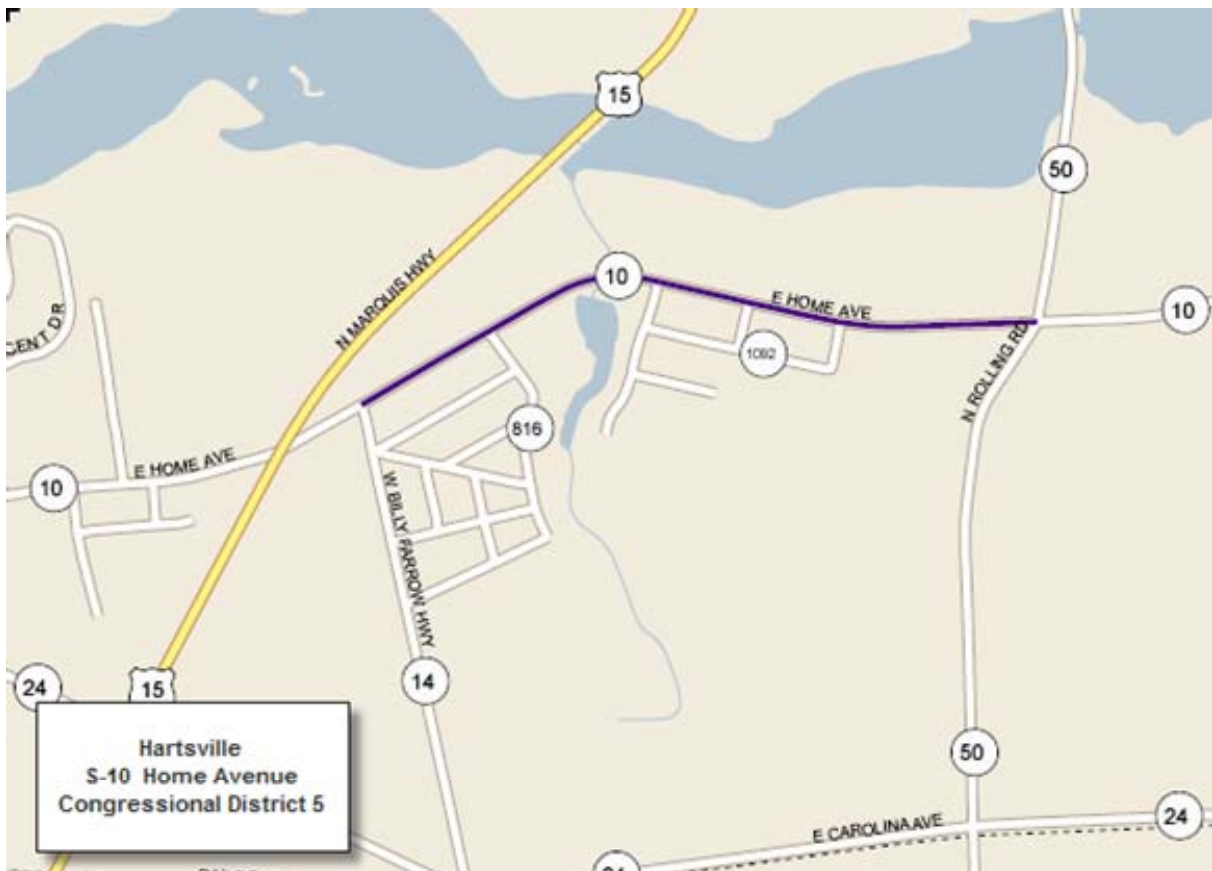 15
50
10
E HOME AVE
10
N MARQUIS HWY
CENT DR
1092
N ROLLING RD
816
E HOME AVE
10
W BILLY FARROW HWY
24
15
14
Hartsville
S-10 Home Avenue
Congressional District 5
50
E CAROLINA AVE
24